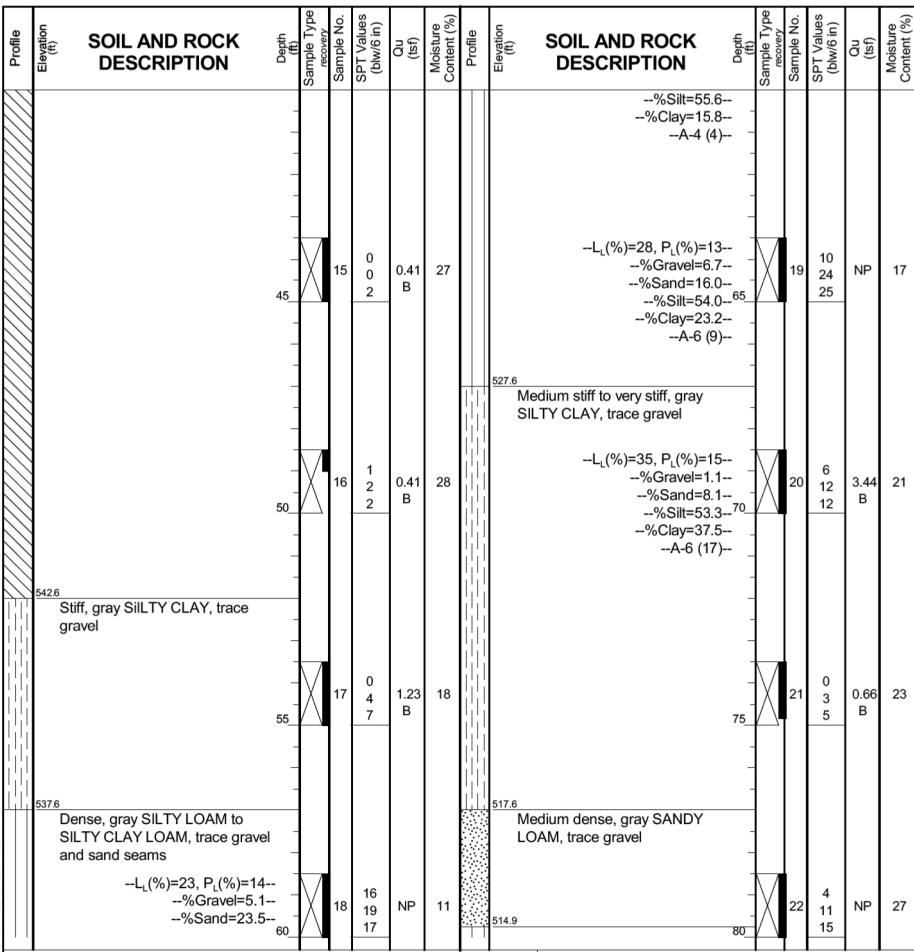 Profile
Elevation (ft)
SOIL AND ROCK
DESCRIPTION
Depth (ft)
Sample Type
recovery
Sample No.
SPT Values (blw/6 in)
Qu (tsf)
Moisture Content (%)
15
0
0
2
0.41
B
27
45
16
1
2
2
0.41
B
28
50
542.6
Stiff, gray SIILTY CLAY, trace
gravel
17
0
4
7
1.23
B
18
55
537.6
Dense, gray SILTY LOAM to
SILTY CLAY LOAM, trace gravel
and sand seams
--LL(%)=23, PL(%)=14--
--%Gravel=5.1--
--%Sand=23.5--
18
16
19
17
NP
11
60
Profile
Elevation (ft)
SOIL AND ROCK
DESCRIPTION
Depth (ft)
Sample Type
recovery
Sample No.
SPT Values (blw/6 in)
Qu (tsf)
Moisture Content (%)
--%Silt=55.6--
--%Clay=15.8--
--A-4 (4)--
--LL(%)=28, PL(%)=13--
--%Gravel=6.7--
--%Sand=16.0--
--%Silt=54.0--
--%Clay=23.2--
--A-6 (9)--
65
19
10
24
25
NP
17
527.6
Medium stiff to very stiff, gray
SILTY CLAY, trace gravel
--LL(%)=35, PL(%)=15--
--%Gravel=1.1--
--%Sand=8.1--
--%Silt=53.3--
--%Clay=37.5--
--A-6 (17)--
70
20
6
12
12
3.44
B
21
21
0
3
5
0.66
B
23
75
517.6
Medium dense, gray SANDY
LOAM, trace gravel
22
4
11
15
NP
27
514.9
80